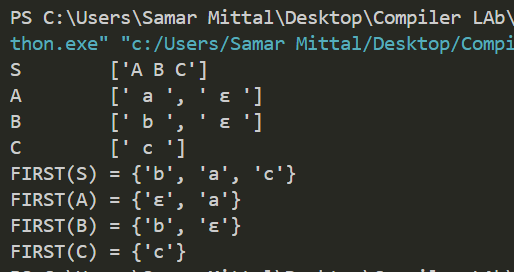 PS C:\Users\Samar Mittal\Desktop\Compiler LAb\
thon.exe" "c:/Users/Samar Mittal/Desktop/Compi
S       ['A B C']
A       [' a ', ' ε ']
B       [' b ', ' ε ']
C       [' c ']
FIRST(S) = {'b', 'a', 'c'}
FIRST(A) = {'ε', 'a'}
FIRST(B) = {'b', 'ε'}
FIRST(C) = {'c'}